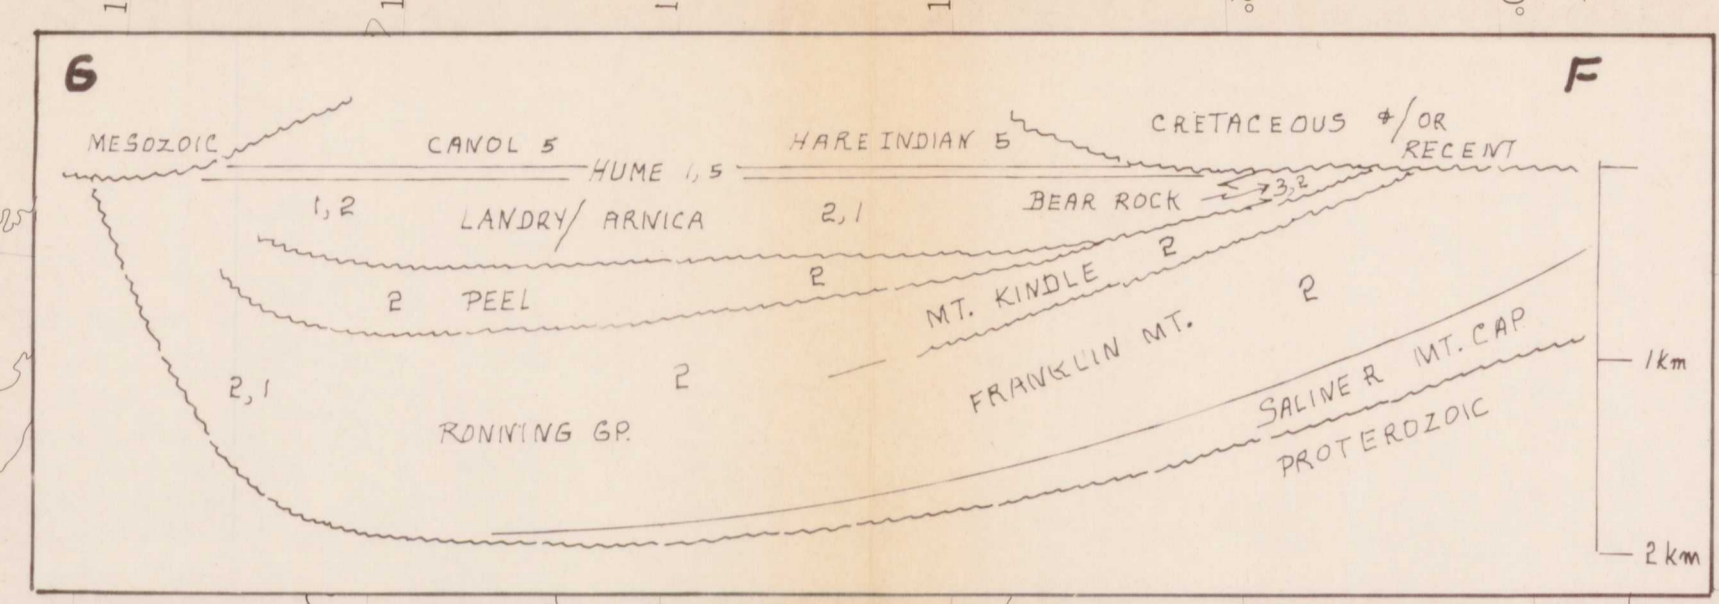 G
F
MESOZOIC
CANOL 5
HARE INDIAN 5
CRETACEOUS &/OR
RECENT
HUME 1,5
1,2
LANDRY/ ARNICA
2,1
BEAR ROCK
3,2
2 PEEL
2
MT. KINDLE
2
2,1
2
RONNING GP.
FRANKLIN MT.
2
SALINE R MT. CAP
PROTEROZOIC
1km
2km